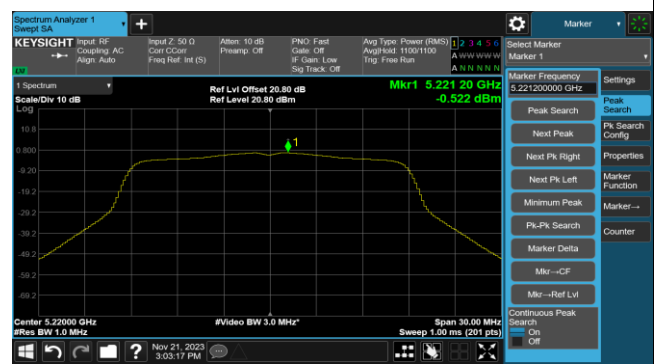 Spectrum Analyzer 1
Swept SA
Marker
KEYSIGHT
Input: RF
Coupling: AC
Align: Auto
Input Z: 50 Ω
Corr CCorr
Freq Ref: Int (S)
Atten: 10 dB
Preamp: Off
PNO: Fast
Gate: Off
IF Gain: Low
Sig Track: Off
Avg Type: Power (RMS)
Avg|Hold: 1100/1100
Trig: Free Run
1 2 3 4 5 6
A W W W W W
A N N N N N
Select Marker
Marker 1
LXI
1 Spectrum
Scale/Div 10 dB
Ref Lvl Offset 20.80 dB
Ref Level 20.80 dBm
Mkr1 5.221 20 GHz
-0.522 dBm
Log
10.8
0.800
-9.20
-19.2
-29.2
-39.2
-49.2
-59.2
-69.2
1
Center 5.22000 GHz
#Res BW 1.0 MHz
#Video BW 3.0 MHz*
Span 30.00 MHz
Sweep 1.00 ms (201 pts)
Marker Frequency
5.221200000 GHz
Peak Search
Next Peak
Next Pk Right
Next Pk Left
Minimum Peak
Pk-Pk Search
Marker Delta
Mkr→CF
Mkr→Ref Lvl
Continuous Peak
Search
On
Off
Settings
Peak
Search
Pk Search
Config
Properties
Marker
Function
Marker→
Counter
?
Nov 21, 2023
3:03:17 PM